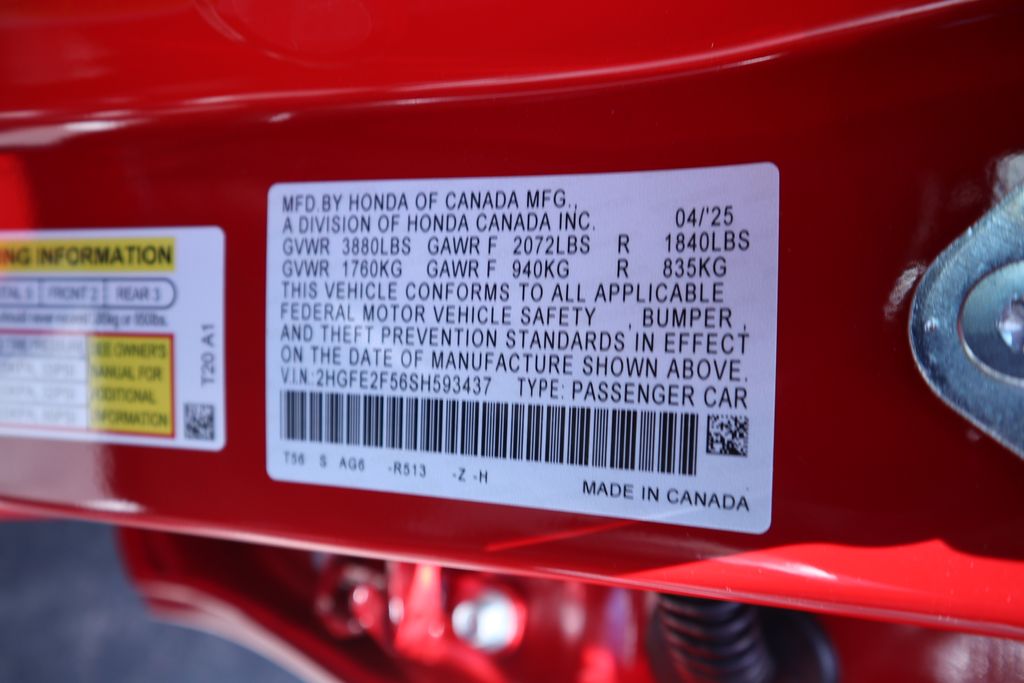 NG INFORMATION
FRONT 2 REAR 3
SEE OWNER'S
MANUAL FOR
ADDITIONAL
INFORMATION
T20 A1
MFD.BY HONDA OF CANADA MFG.,
A DIVISION OF HONDA CANADA INC. 04/'25
GVWR 3880LBS GAWR F 2072LBS R 1840LBS
GVWR 1760KG GAWR F 940KG R 835KG
THIS VEHICLE CONFORMS TO ALL APPLICABLE
FEDERAL MOTOR VEHICLE SAFETY , BUMPER ,
AND THEFT PREVENTION STANDARDS IN EFFECT
ON THE DATE OF MANUFACTURE SHOWN ABOVE.
V.I.N.:2HGFE2F56SH593437 TYPE: PASSENGER CAR
T56 S AG6 -R513 -Z -H
MADE IN CANADA